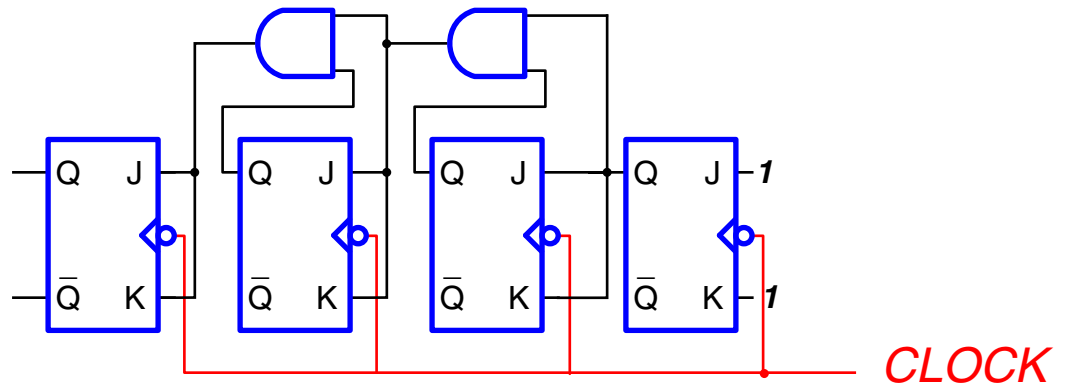 Q J Q J Q J Q J 1
Q̅ K Q̅ K Q̅ K Q̅ K 1
CLOCK